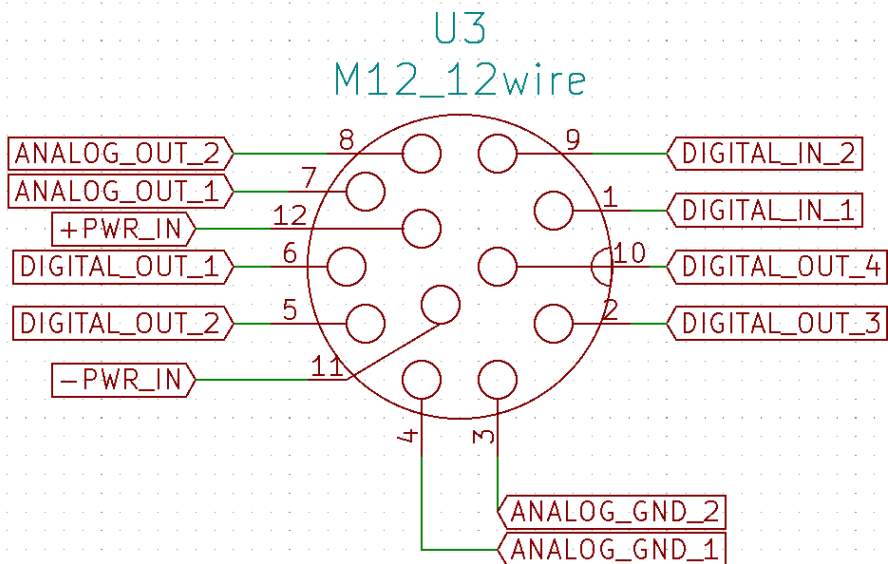 U3
M12_12wire
ANALOG_OUT_2 8 9 DIGITAL_IN_2
ANALOG_OUT_1 7
1 DIGITAL_IN_1
+PWR_IN 12
DIGITAL_OUT_1 6 10 DIGITAL_OUT_4
DIGITAL_OUT_2 5 2 DIGITAL_OUT_3
-PWR_IN 11
4 3
ANALOG_GND_2
ANALOG_GND_1